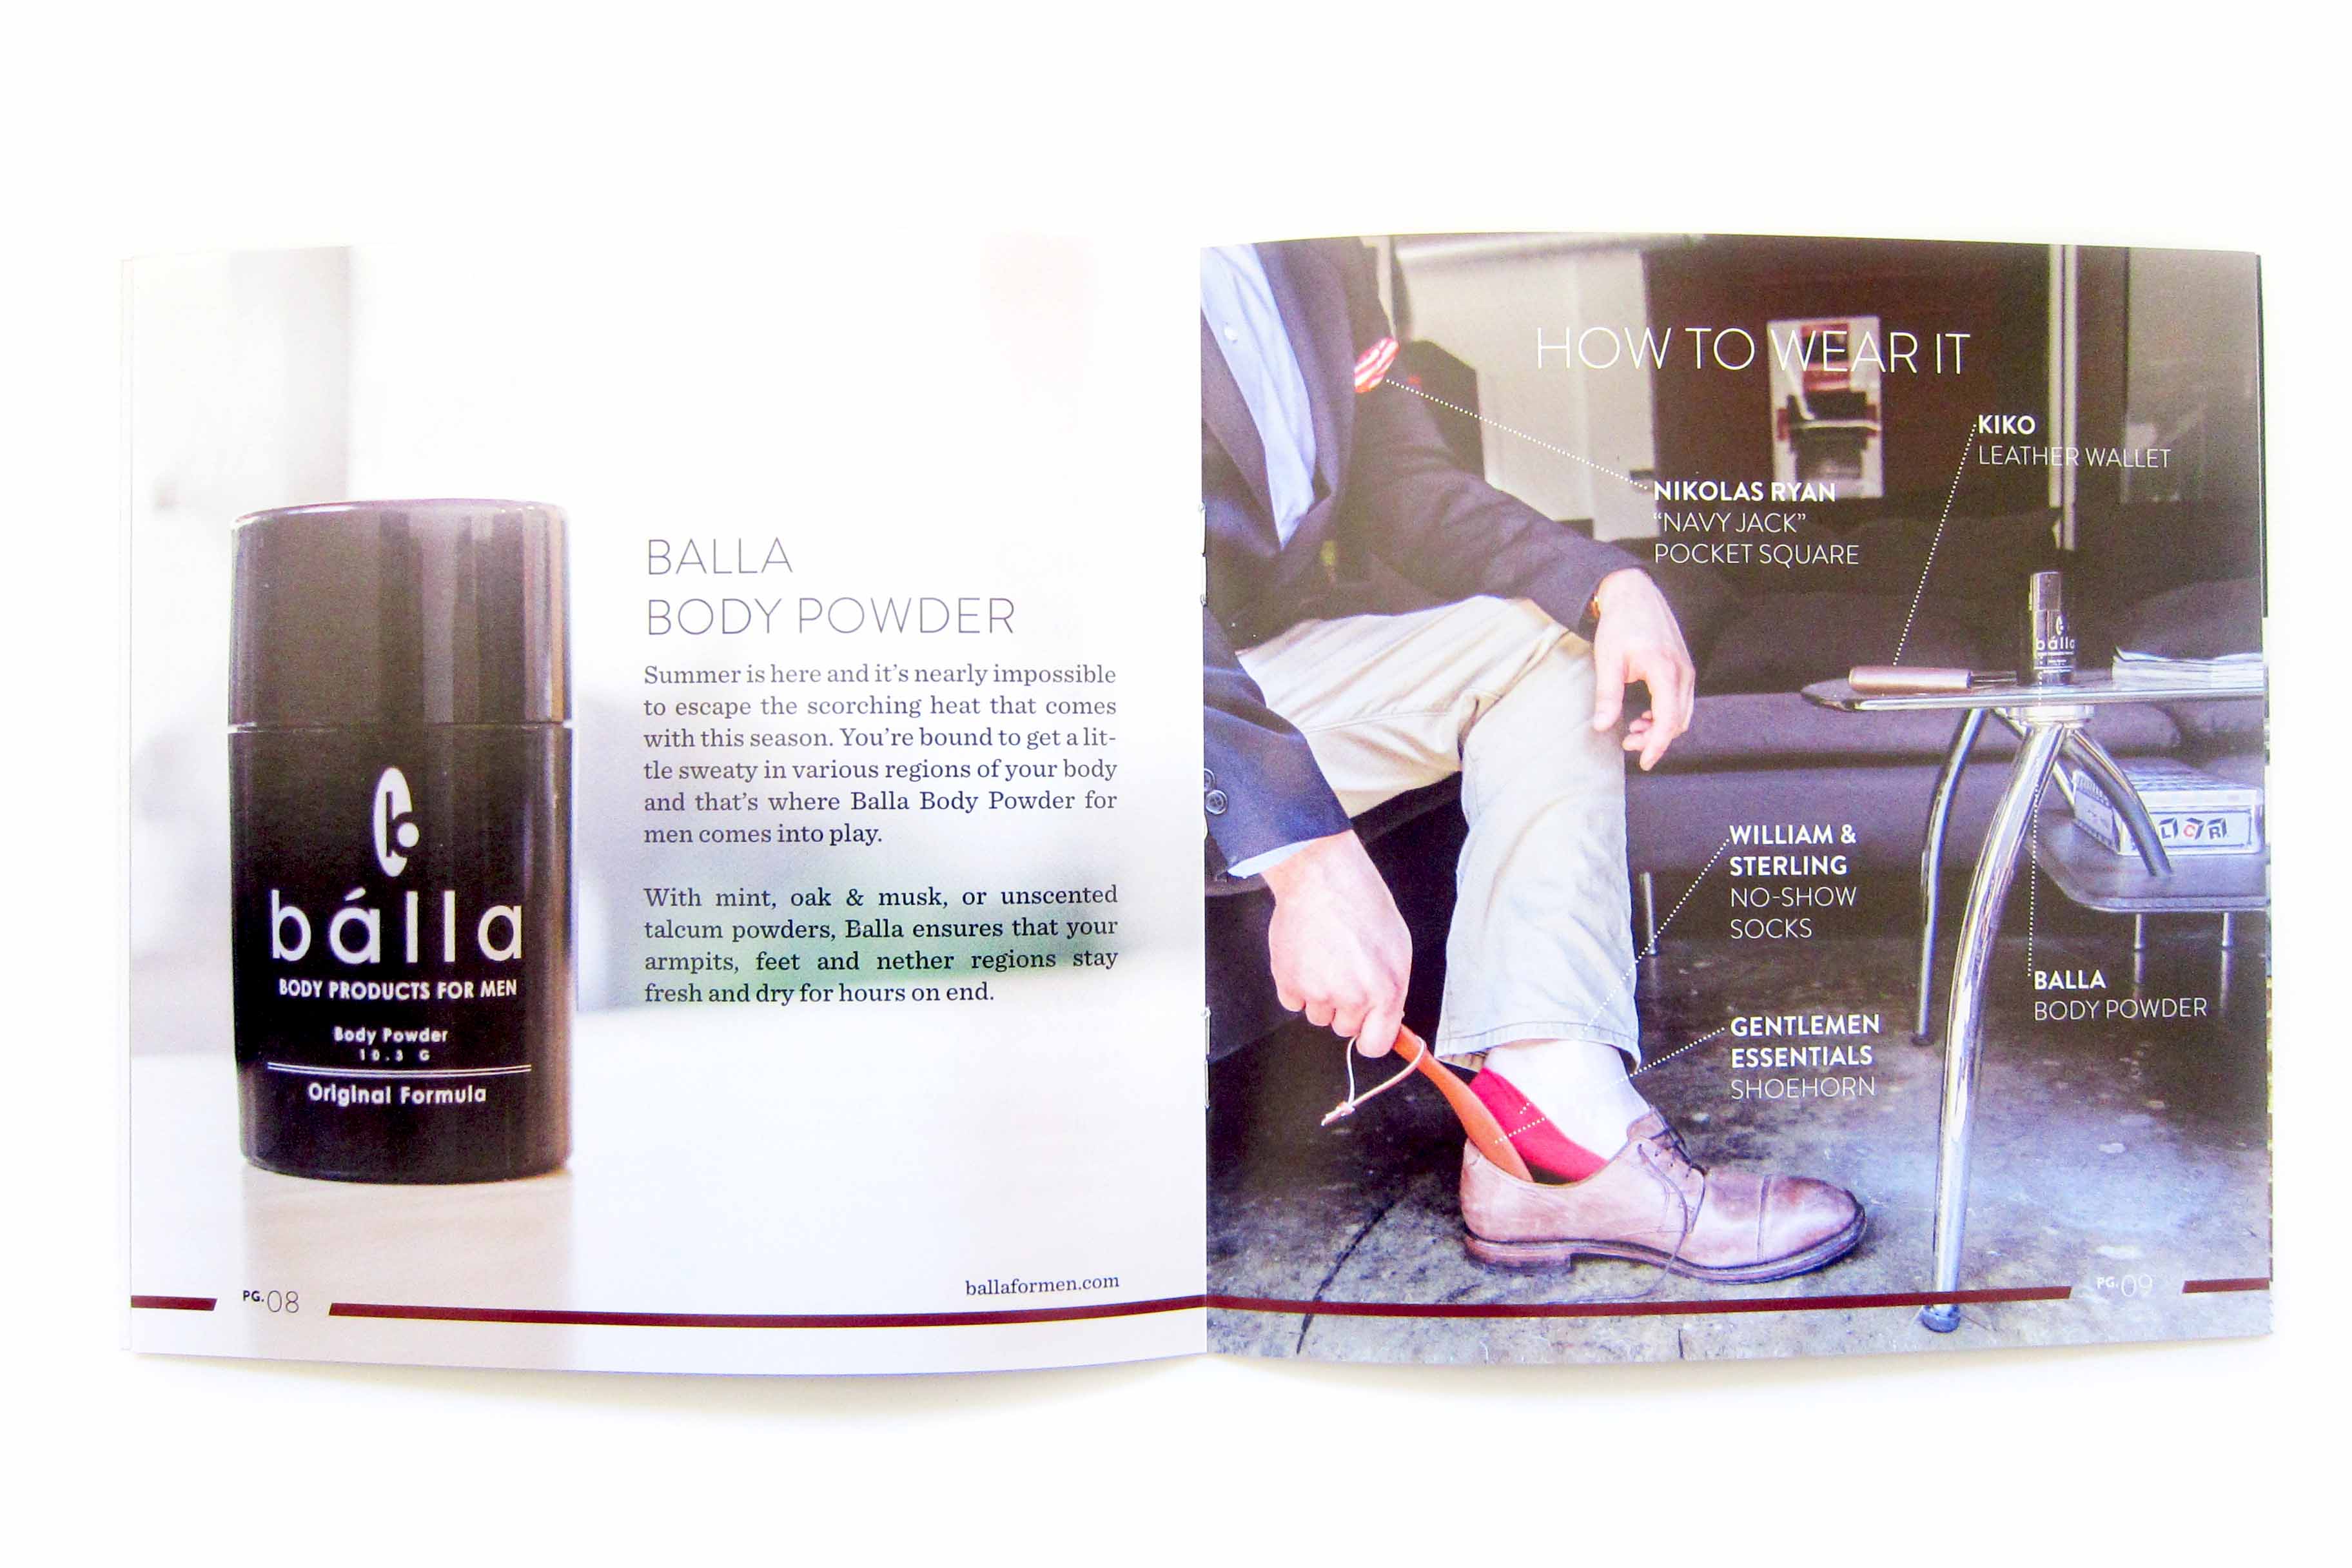 bálla
BODY PRODUCTS FOR MEN
Body Powder
10.3 G
Original Formula
BALLA
BODY POWDER
Summer is here and it's nearly impossible
to escape the scorching heat that comes
with this season. You're bound to get a lit-
tle sweaty in various regions of your body
and that's where Balla Body Powder for
men comes into play.
With mint, oak & musk, or unscented
talcum powders, Balla ensures that your
armpits, feet and nether regions stay
fresh and dry for hours on end.
ballaformen.com
PG.08
HOW TO WEAR IT
KIKO
LEATHER WALLET
NIKOLAS RYAN
“NAVY JACK”
POCKET SQUARE
bálla
WILLIAM &
STERLING
NO-SHOW
SOCKS
LCR
BALLA
BODY POWDER
GENTLEMEN
ESSENTIALS
SHOEHORN
PG.09